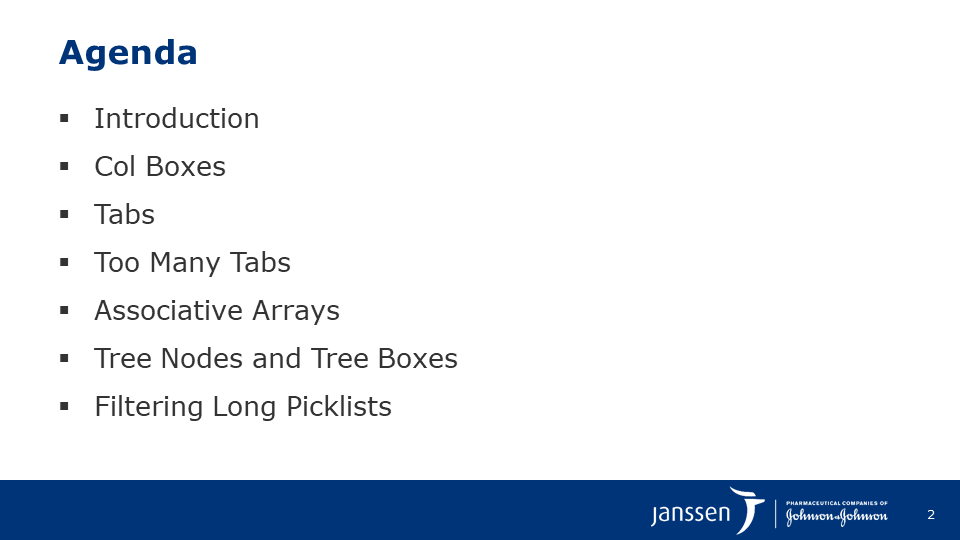 Agenda
▪ Introduction
▪ Col Boxes
▪ Tabs
▪ Too Many Tabs
▪ Associative Arrays
▪ Tree Nodes and Tree Boxes
▪ Filtering Long Picklists
janssen
PHARMACEUTICAL COMPANIES OF
Johnson & Johnson
2